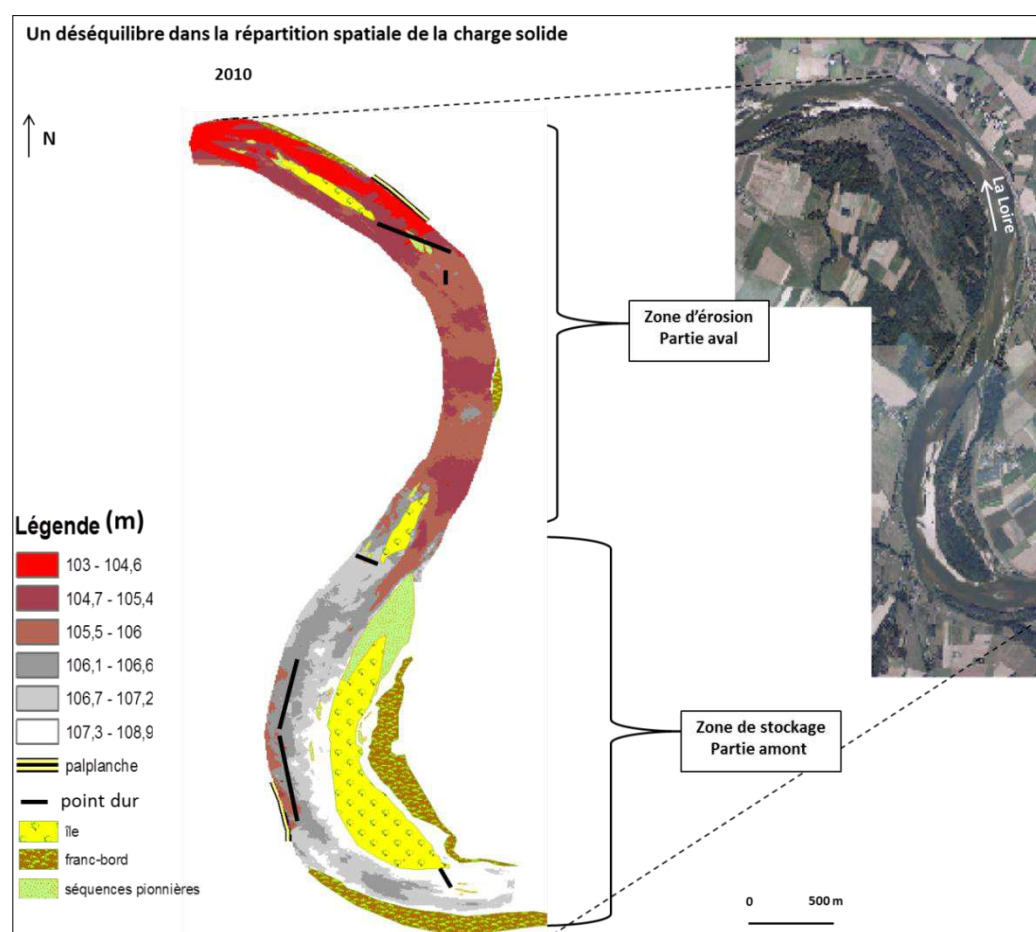 Un déséquilibre dans la répartition spatiale de la charge solide
2010
N
La Loire
Zone d'érosion
Partie aval
Légende (m)
103 - 104,6
104,7 - 105,4
105,5 - 106
106,1 - 106,6
106,7 - 107,2
107,3 - 108,9
palplanche
point dur
île
franc-bord
séquences pionnières
Zone de stockage
Partie amont
0 500 m